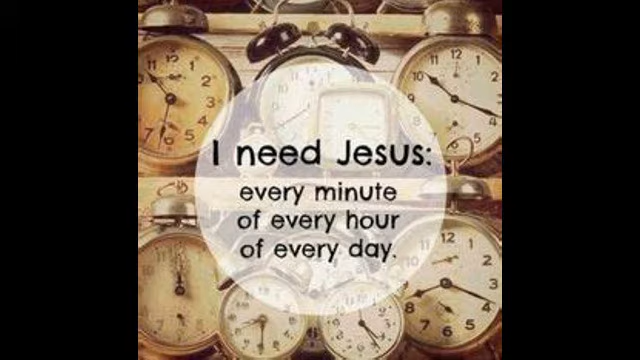 I need Jesus:
every minute
of every hour
of every day.